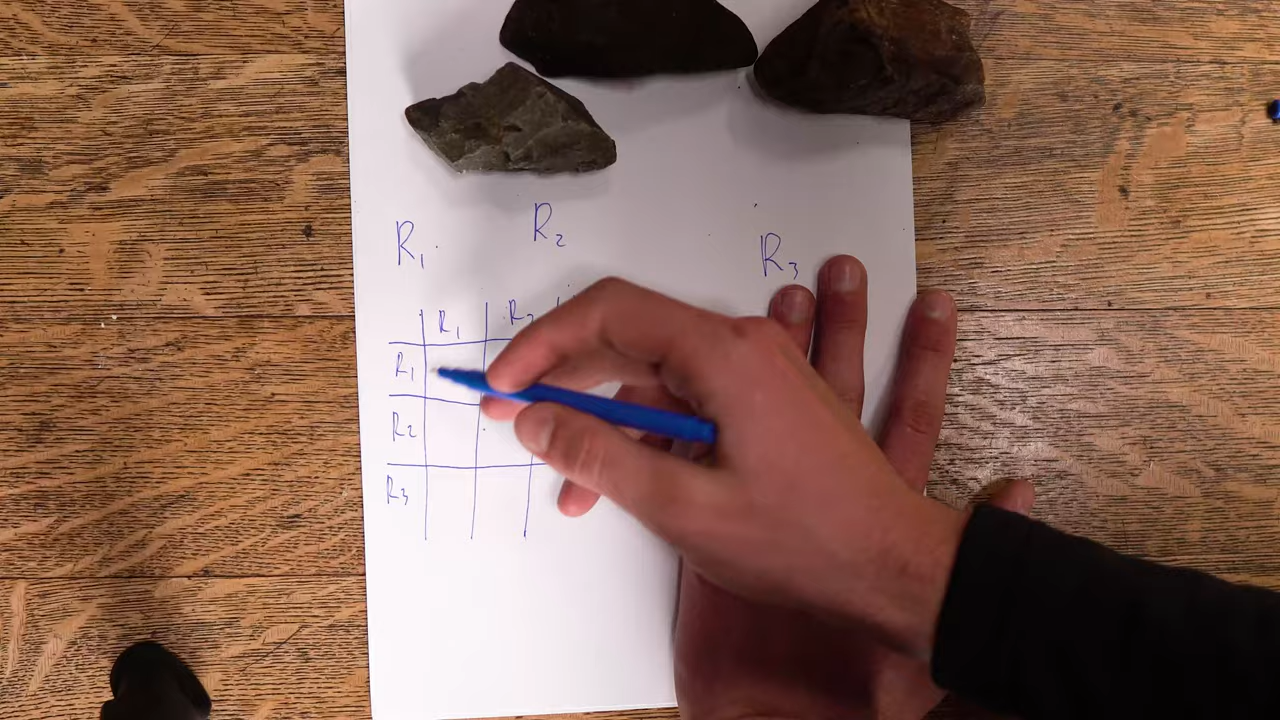 R₁ R₂ R₃
R₁ R₂
R₁
R₂
R₃